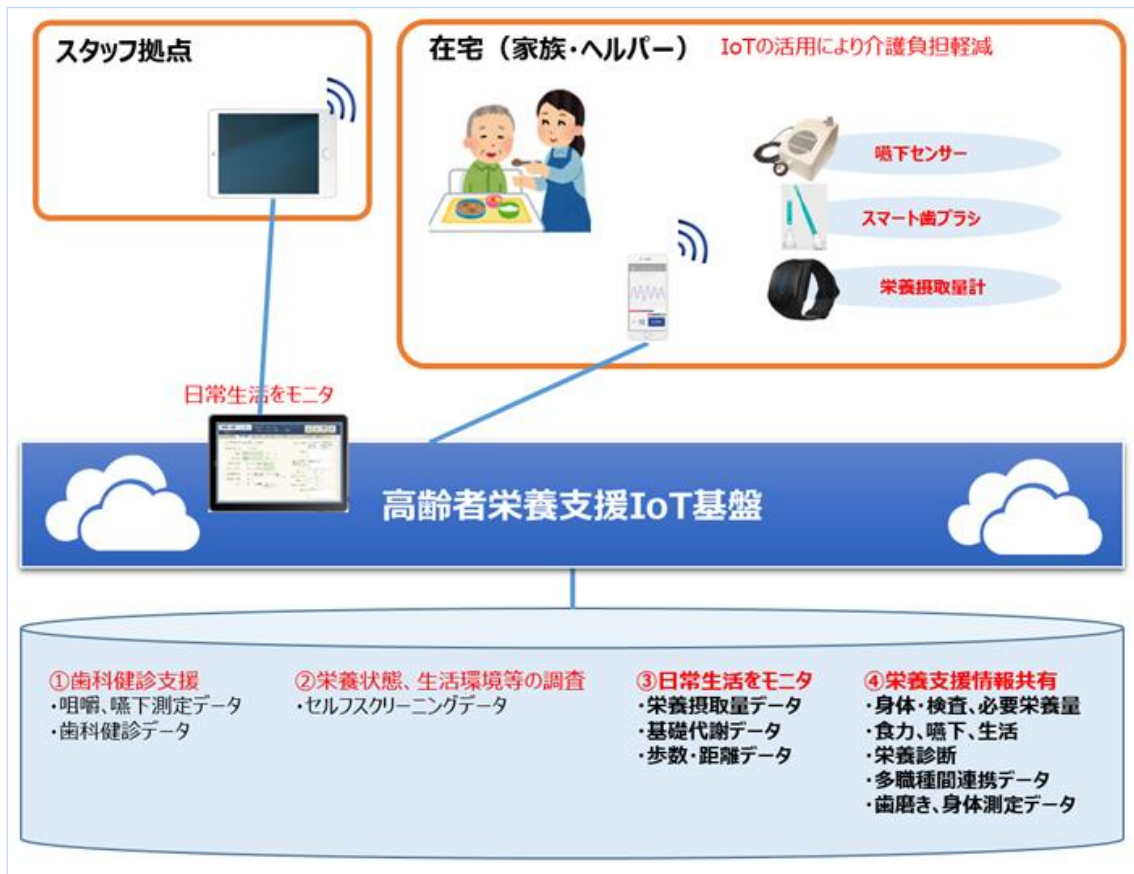 スタッフ拠点
在宅（家族・ヘルパー）
IoTの活用により介護負担軽減
嚥下センサー
スマート歯ブラシ
栄養摂取量計
日常生活をモニタ
高齢者栄養支援IoT基盤
①歯科健診支援
・咀嚼、嚥下測定データ
・歯科健診データ
②栄養状態、生活環境等の調査
・セルフスクリーニングデータ
③日常生活をモニタ
・栄養摂取量データ
・基礎代謝データ
・歩数・距離データ
④栄養支援情報共有
・身体・検査、必要栄養量
・食力、嚥下、生活
・栄養診断
・多職種間連携データ
・歯磨き、身体測定データ